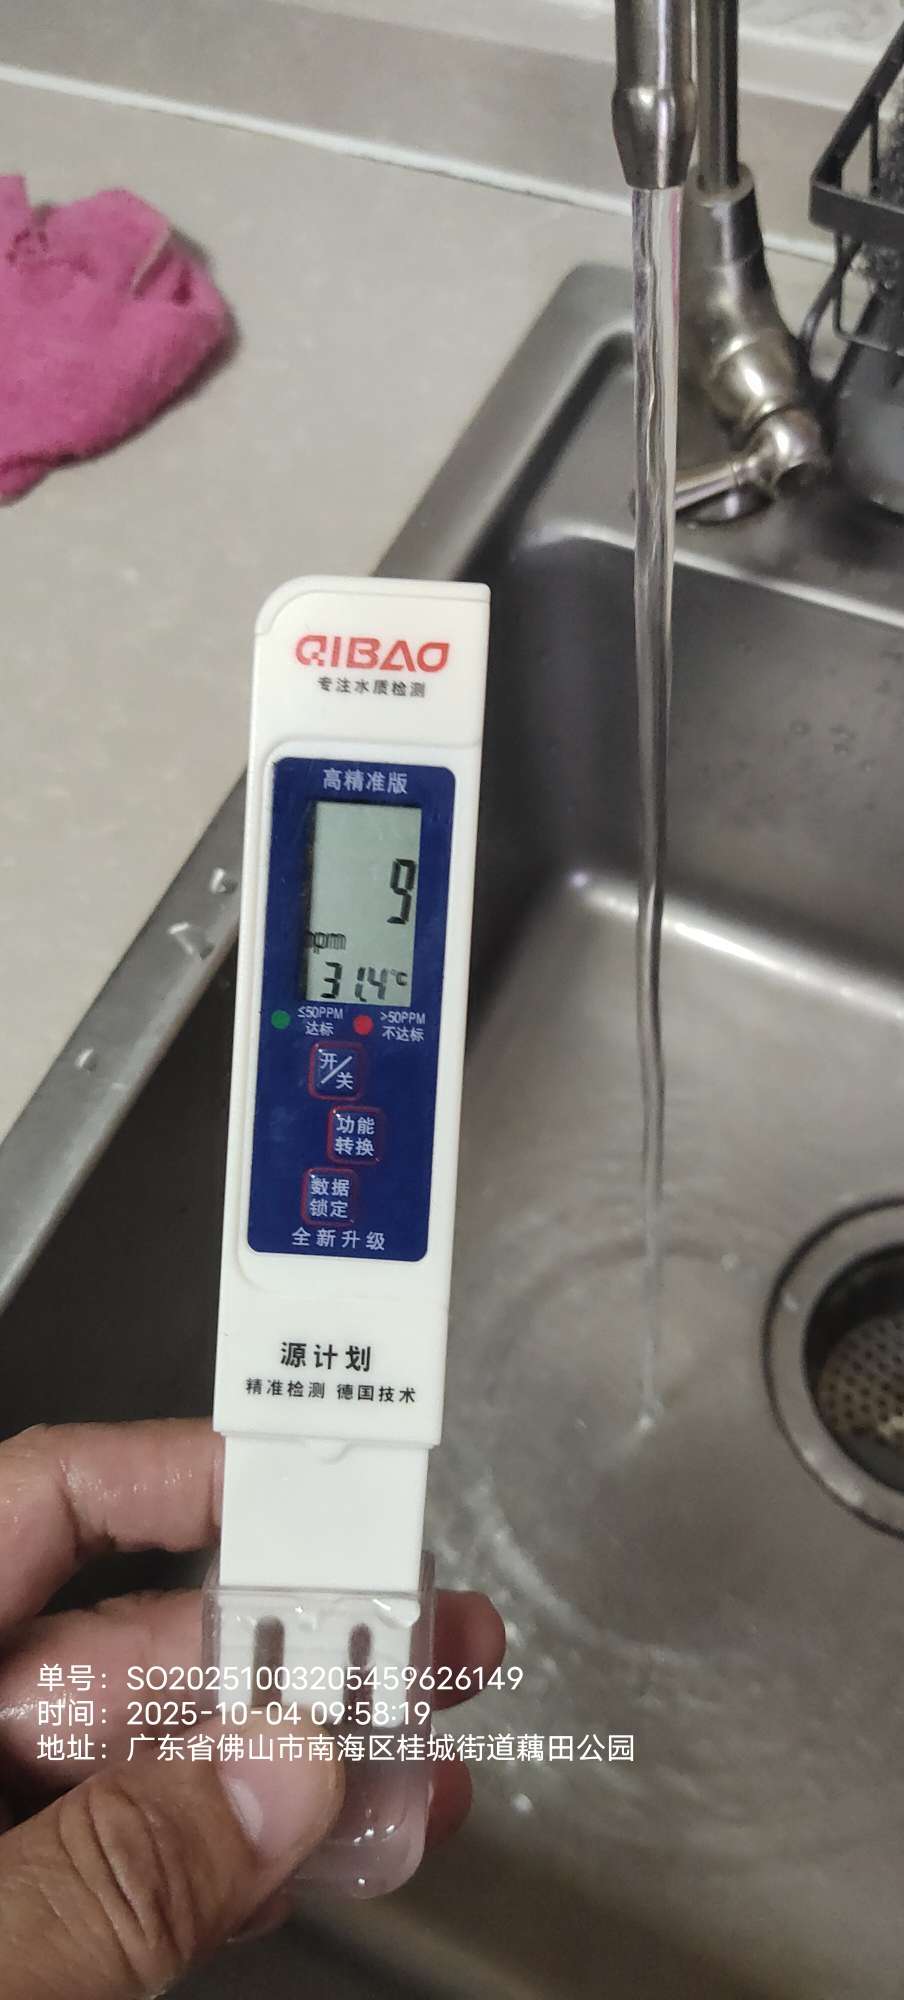 QIBAO
专注水质检测
高精准版
9
ppm
31.4℃
≤50PPM
达标
>50PPM
不达标
开/关
功能
转换
数据
锁定
全新升级
源计划
精准检测 德国技术
单号：SO20251003205459626149
时间：2025-10-04 09:58:19
地址：广东省佛山市南海区桂城街道藕田公园